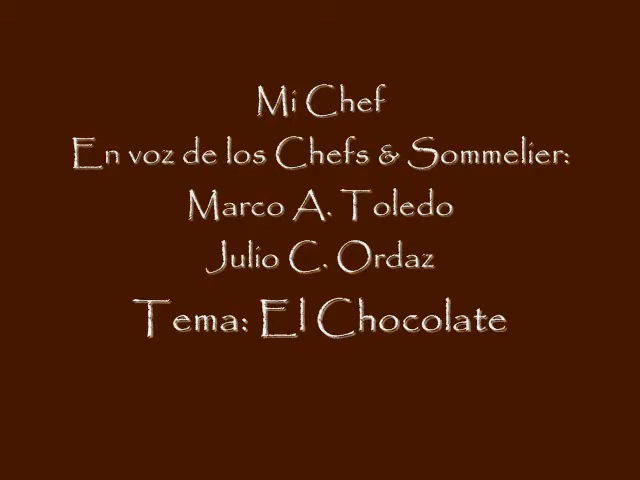 Mi Chef
En voz de los Chefs & Sommelier:
Marco A. Toledo
Julio C. Ordaz
Tema: El Chocolate